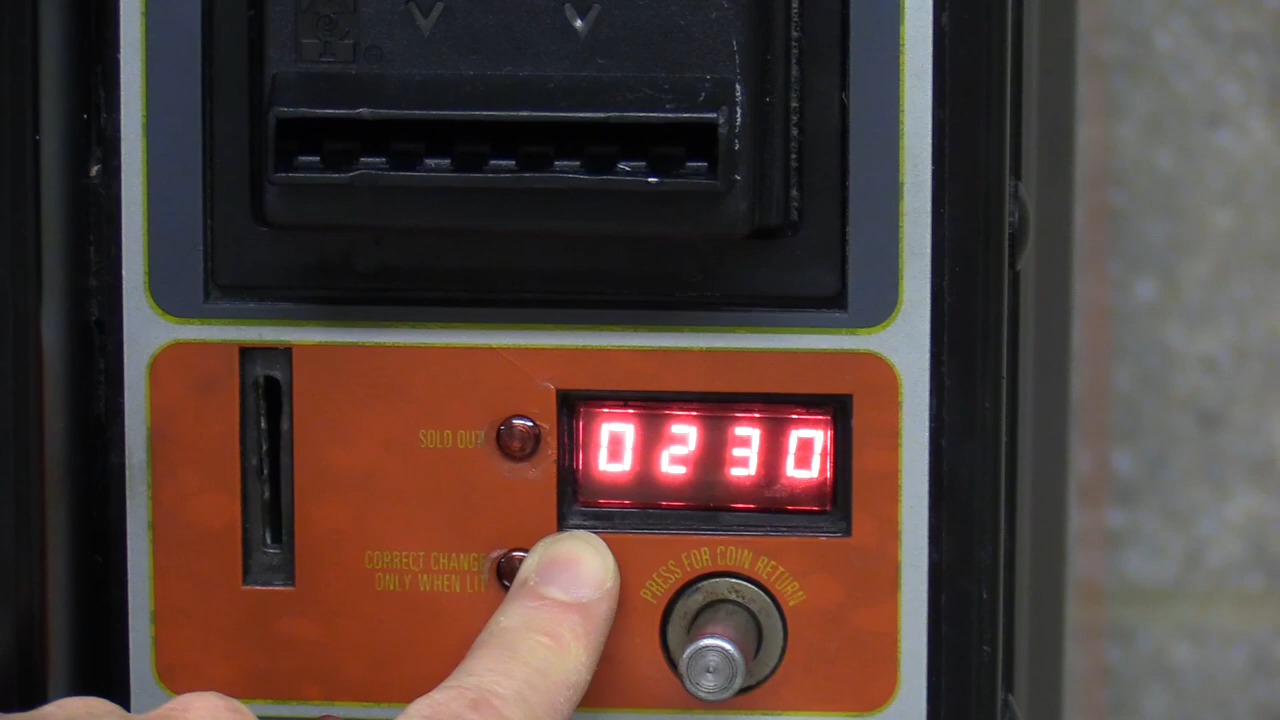 SOLD OUT
0230
CORRECT CHANGE
ONLY WHEN LIT
PRESS FOR COIN RETURN